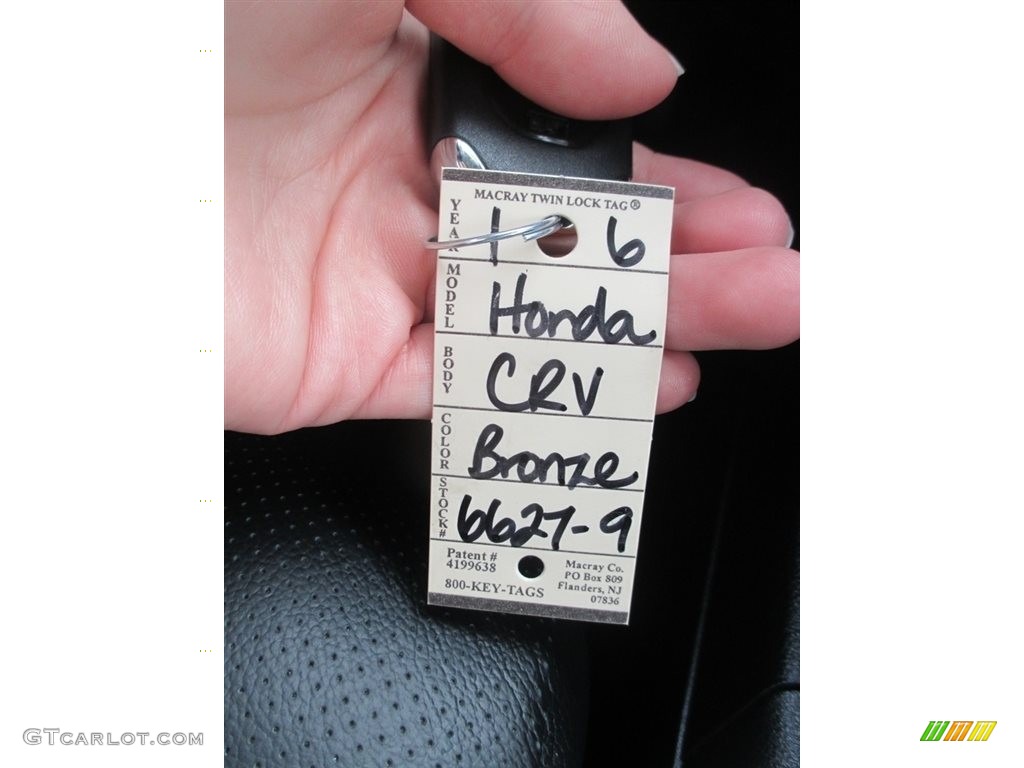 MACRAY TWIN LOCK TAG®
YEAR 1 6
MODEL Honda
BODY CRV
COLOR Bronze
STOCK# 6627-9
Patent #
4199638
800-KEY-TAGS
Macray Co.
PO Box 809
Flanders, NJ
07836
GTCARLOT.COM